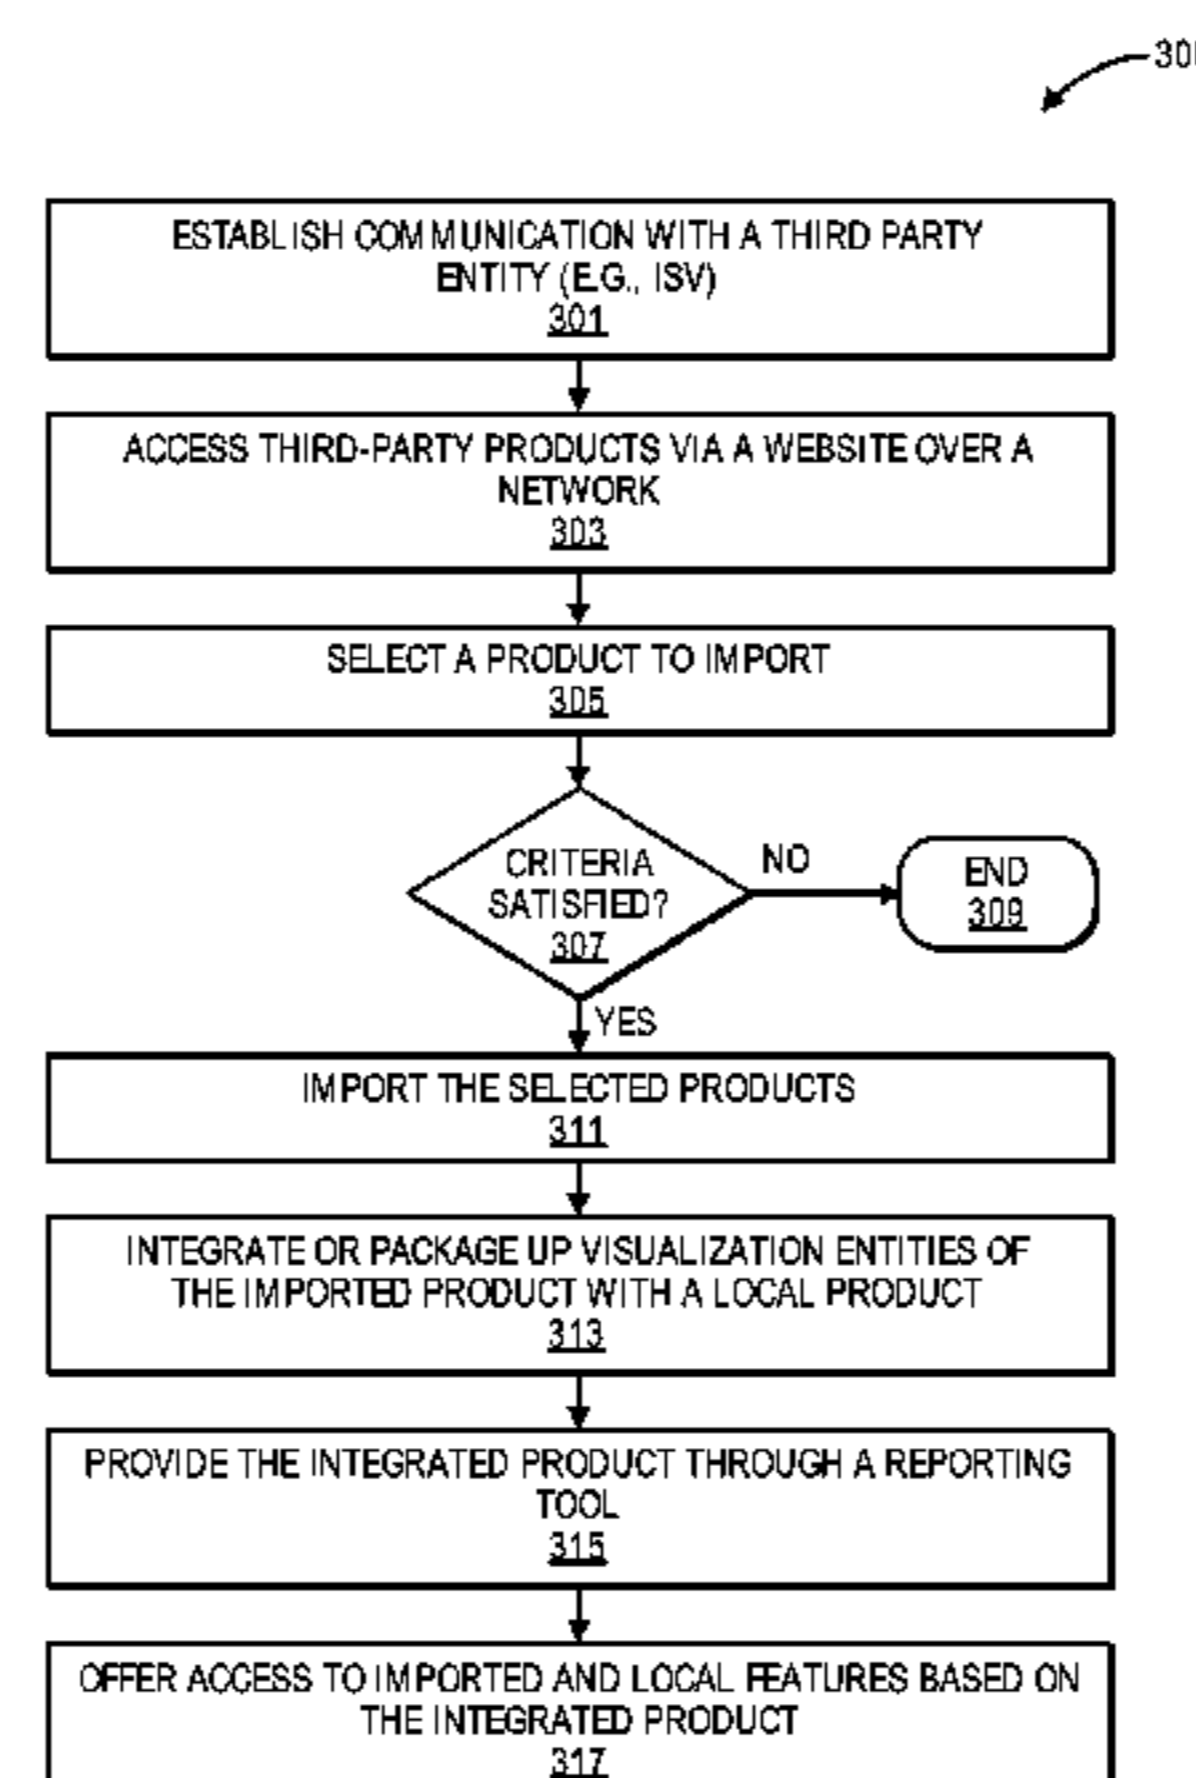 ESTABLISH COMMUNICATION WITH A THIRD PARTY
ENTITY (E.G., ISV)
301
ACCESS THIRD-PARTY PRODUCTS VIA A WEBSITE OVER A
NETWORK
303
SELECT A PRODUCT TO IMPORT
305
CRITERIA
SATISFIED?
307
NO
END
309
YES
IMPORT THE SELECTED PRODUCTS
311
INTEGRATE OR PACKAGE UP VISUALIZATION ENTITIES OF
THE IMPORTED PRODUCT WITH A LOCAL PRODUCT
313
PROVIDE THE INTEGRATED PRODUCT THROUGH A REPORTING
TOOL
315
OFFER ACCESS TO IMPORTED AND LOCAL FEATURES BASED ON
THE INTEGRATED PRODUCT
317